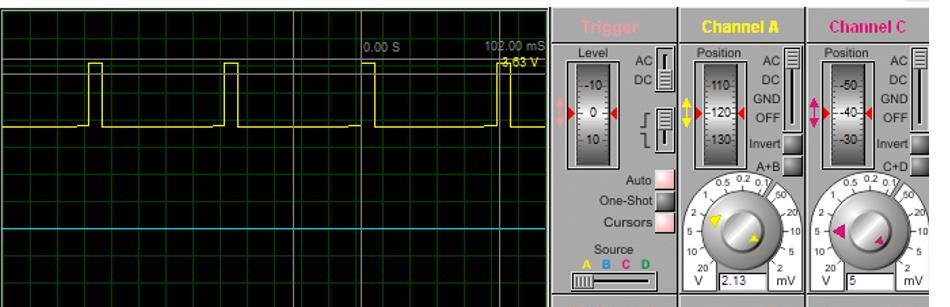 Trigger
Channel A
Channel C
0.00 S
102.00 mS
3.63 V
Level
-10
0
10
AC
DC
Auto
One-Shot
Cursors
Source
A B C D
Position
110
-120
130
AC
DC
GND
OFF
Invert
A+B
20 10 5 2 1 0.5 0.2 0.1 50 20 10 5 2
V
2.13
mV
Position
-50
-40
-30
AC
DC
GND
OFF
Invert
C+D
20 10 5 2 1 0.5 0.2 0.1 50 20 10 5 2
V
5
mV